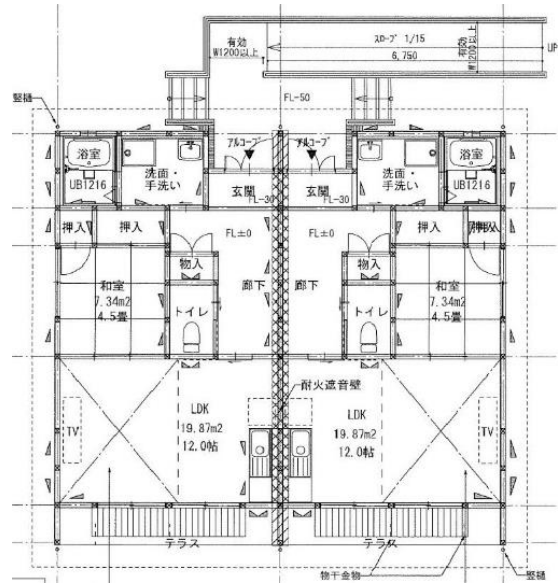 有効
W1200以上
スロープ 1/15
6,750
有効
W1200以上
UP
FL-50
竪樋
アルコーブ
アルコーブ
浴室
UB1216
洗面・
手洗い
玄関
FL-30
玄関
FL-30
洗面・
手洗い
浴室
UB1216
押入
押入
FL±0
FL±0
押入
押入
物入
物入
和室
7.34m2
4.5畳
トイレ
廊下
廊下
トイレ
和室
7.34m2
4.5畳
耐火遮音壁
TV
LDK
19.87m2
12.0帖
LDK
19.87m2
12.0帖
TV
テラス
テラス
物干金物
竪樋